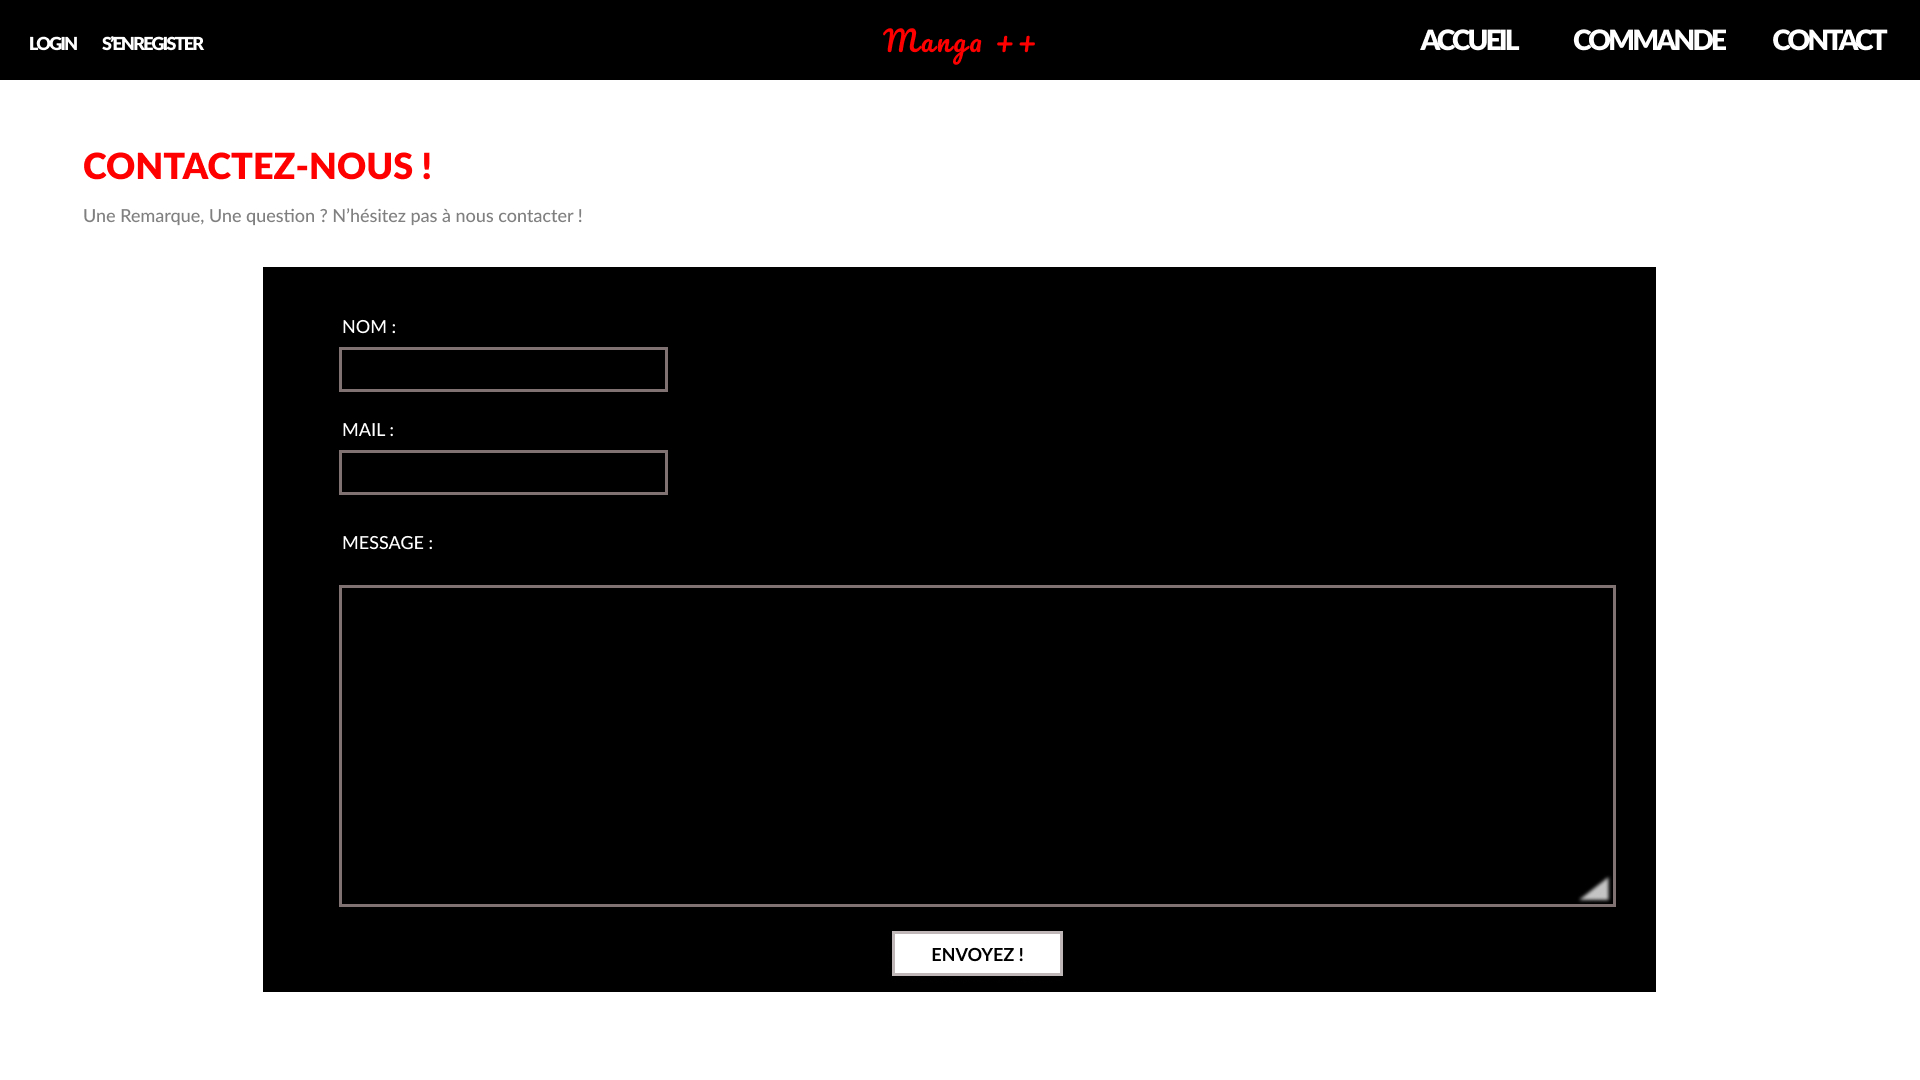 LOGIN S'ENREGISTER Manga ++ ACCUEIL COMMANDE CONTACT
CONTACTEZ-NOUS !
Une Remarque, Une question ? N'hésitez pas à nous contacter !
NOM :
MAIL :
MESSAGE :
ENVOYEZ !